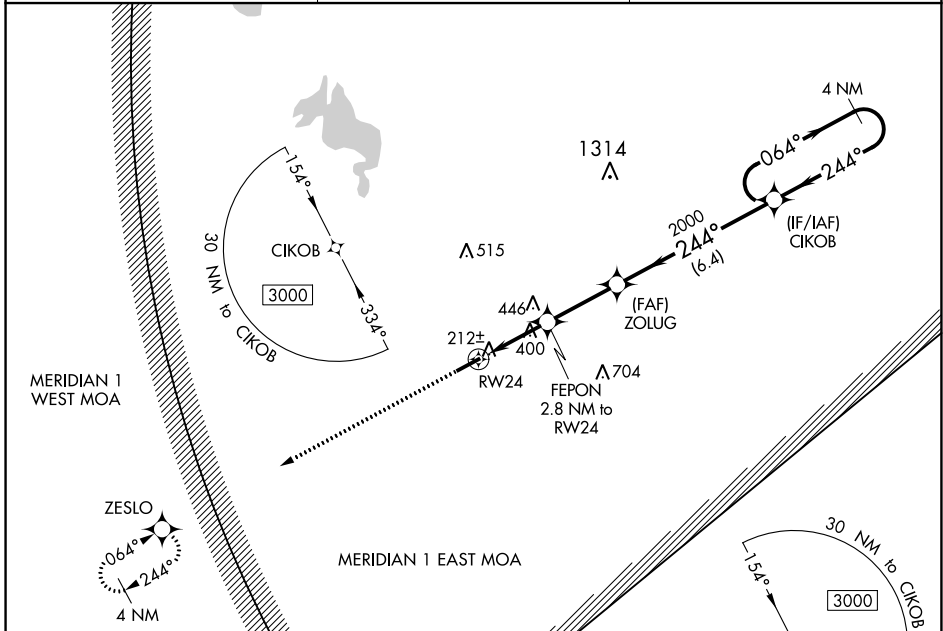 4 NM
064°
244°
(IF/IAF)
CIKOB
1314
2000
244°
(6.4)
154°
CIKOB
30 NM to CIKOB
3000
334°
515
(FAF)
ZOLUG
446
212±
400
RW24
704
FEPON
2.8 NM to
RW24
MERIDIAN 1
WEST MOA
ZESLO
064°
244°
4 NM
MERIDIAN 1 EAST MOA
30 NM to CIKOB
154°
3000